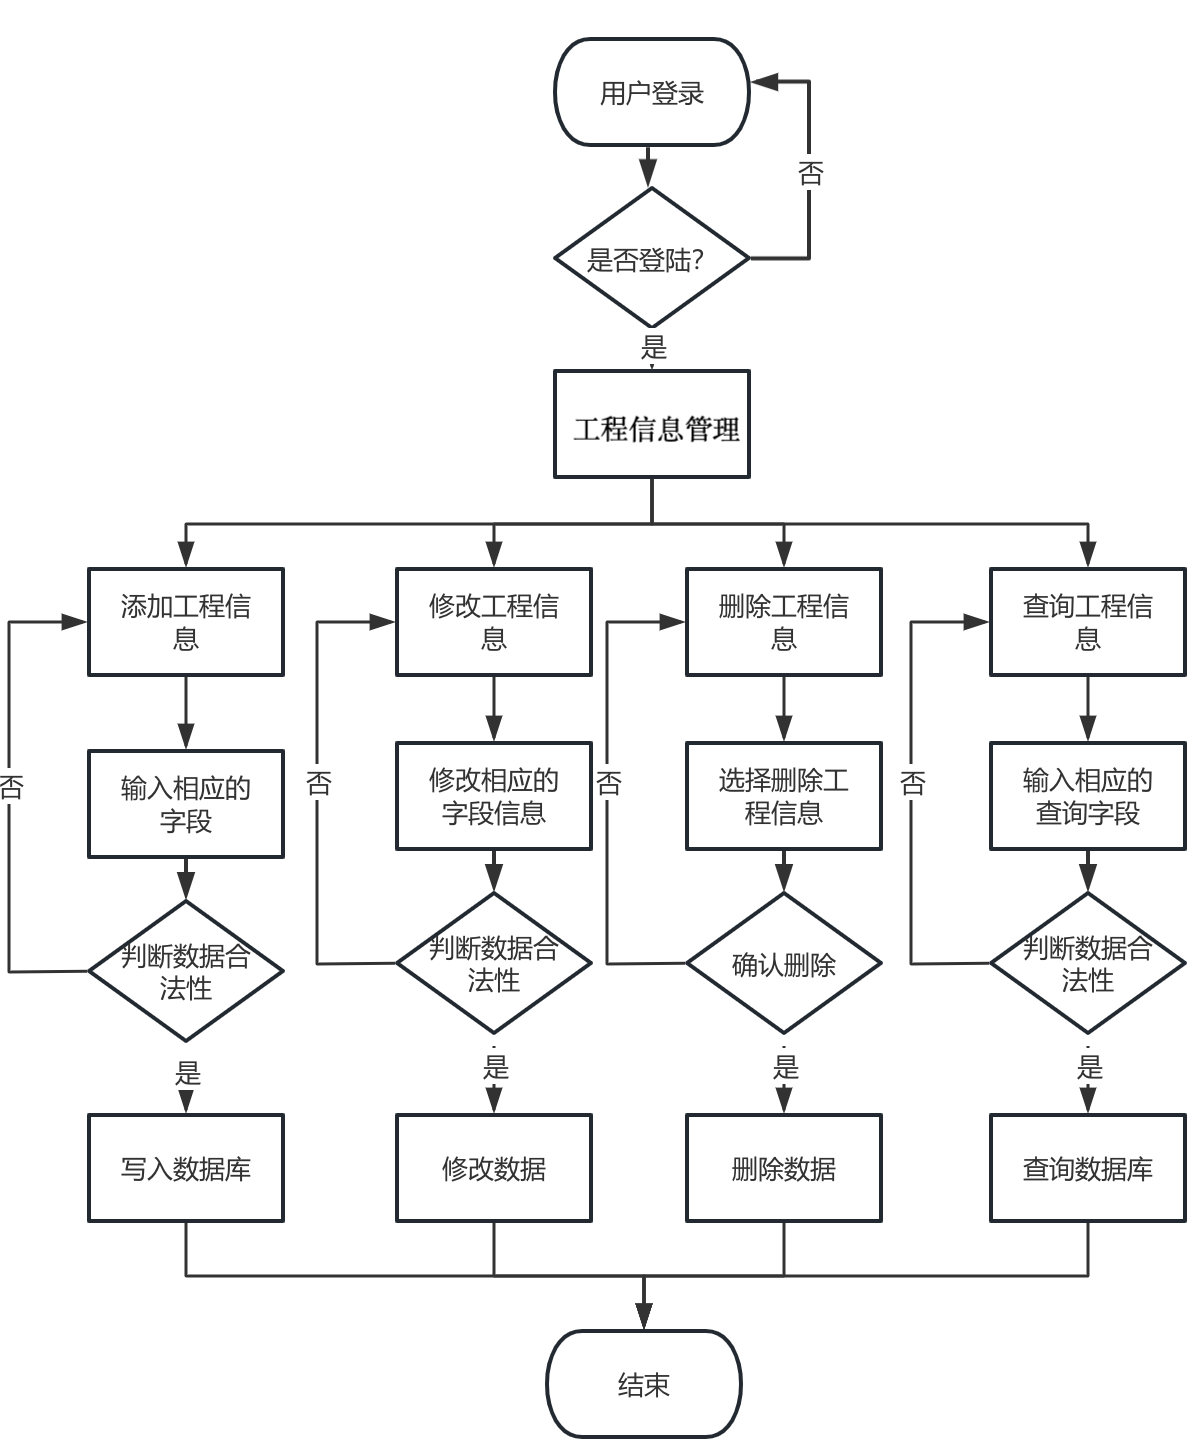 用户登录
否
是否登陆?
是
工程信息管理
添加工程信
息
修改工程信
息
删除工程信
息
查询工程信
息
否
输入相应的
字段
否
修改相应的
字段信息
否
选择删除工
程信息
否
输入相应的
查询字段
判断数据合
法性
判断数据合
法性
确认删除
判断数据合
法性
是
是
是
是
写入数据库
修改数据
删除数据
查询数据库
结束